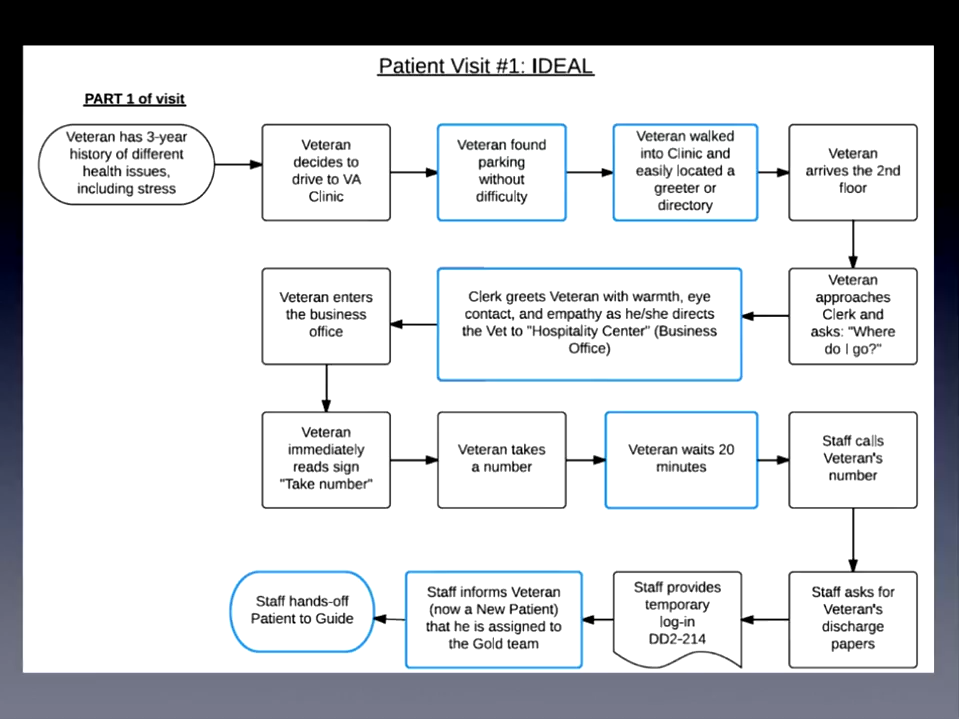 Patient Visit #1: IDEAL
PART 1 of visit
Veteran has 3-year
history of different
health issues,
including stress
Veteran
decides to
drive to VA
Clinic
Veteran found
parking
without
difficulty
Veteran walked
into Clinic and
easily located a
greeter or
directory
Veteran
arrives the 2nd
floor
Veteran
approaches
Clerk and
asks: "Where
do I go?"
Clerk greets Veteran with warmth, eye
contact, and empathy as he/she directs
the Vet to "Hospitality Center" (Business
Office)
Veteran enters
the business
office
Veteran
immediately
reads sign
"Take number"
Veteran takes
a number
Veteran waits 20
minutes
Staff calls
Veteran's
number
Staff asks for
Veteran's
discharge
papers
Staff provides
temporary
log-in
DD2-214
Staff informs Veteran
(now a New Patient)
that he is assigned to
the Gold team
Staff hands-off
Patient to Guide